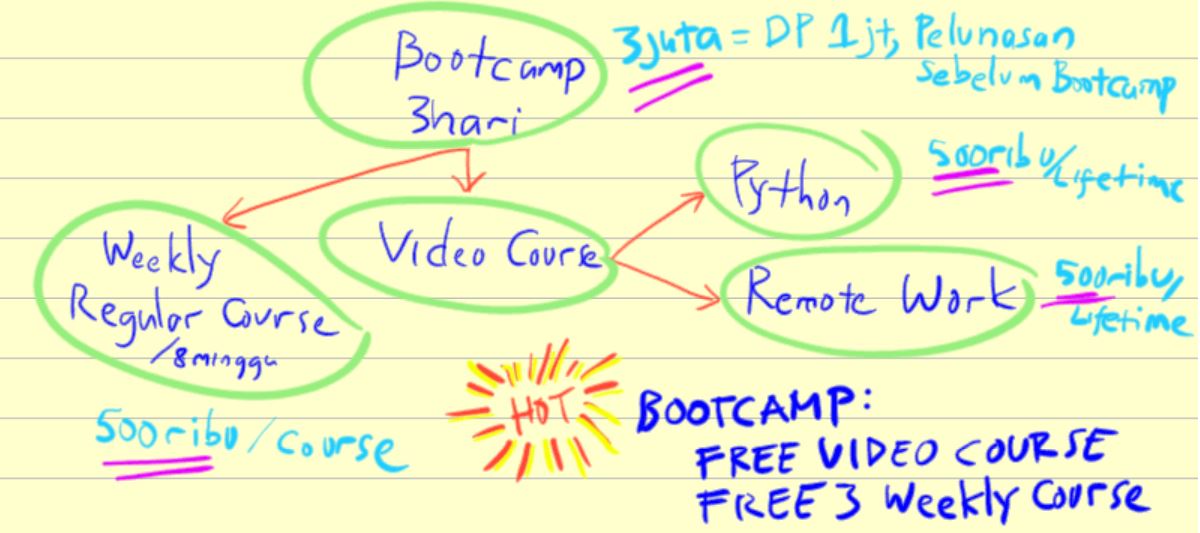 Bootcamp
3hari
3juta = DP 1jt, Pelunasan
Sebelum Bootcamp
Weekly
Regular Course
/8minggu
500ribu/Course
Video Course
Python
500ribu/
Lifetime
Remote Work
500ribu/
Lifetime
HOT
BOOTCAMP:
FREE VIDEO COURSE
FREE 3 Weekly Course